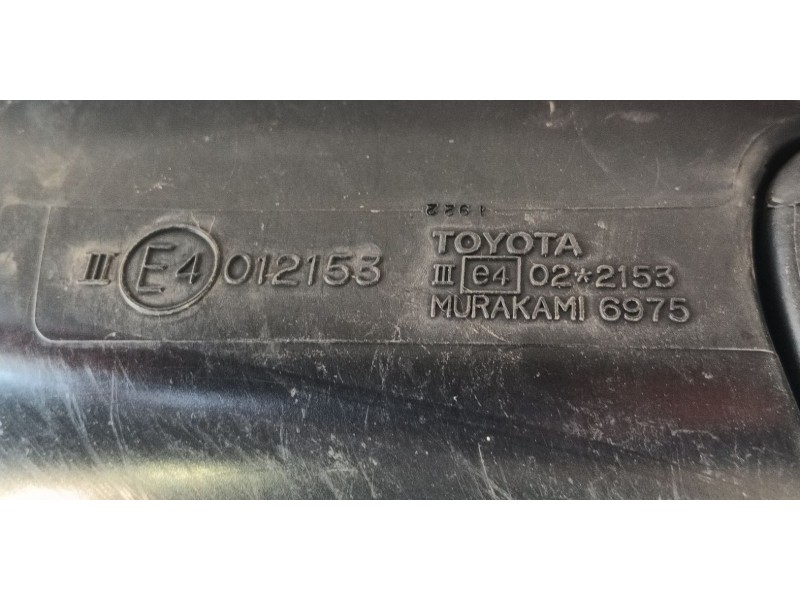 1922
TOYOTA
III E4 012153
III e4 02*2153
MURAKAMI 6975